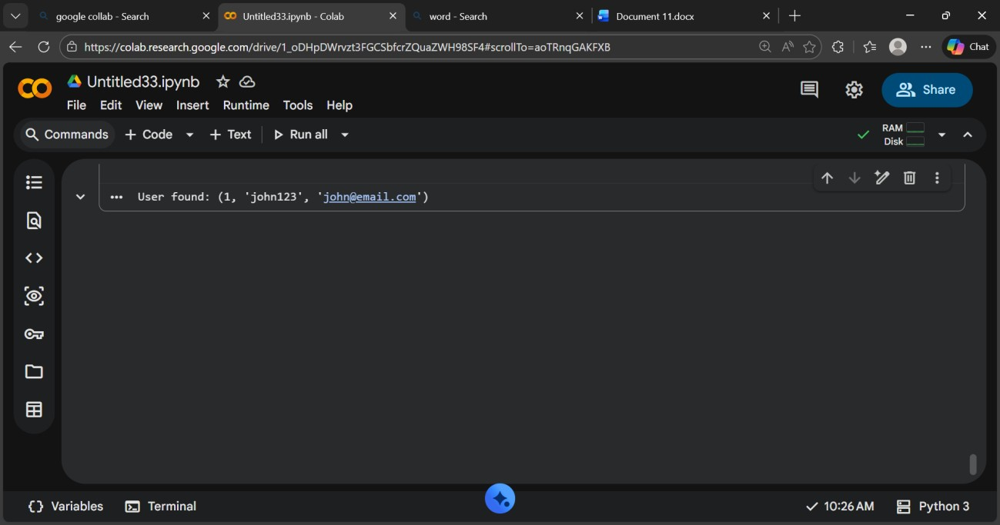 google collab - Search
Untitled33.ipynb - Colab
word - Search
Document 11.docx
https://colab.research.google.com/drive/1_oDHpDWrvzt3FGCSbfcrZQuaZWH98SF4#scrollTo=aoTRnqGAKFXB
Chat
Untitled33.ipynb
File Edit View Insert Runtime Tools Help
Share
Commands + Code + Text Run all
RAM
Disk
User found: (1, 'john123', 'john@email.com')
Variables Terminal
10:26 AM Python 3